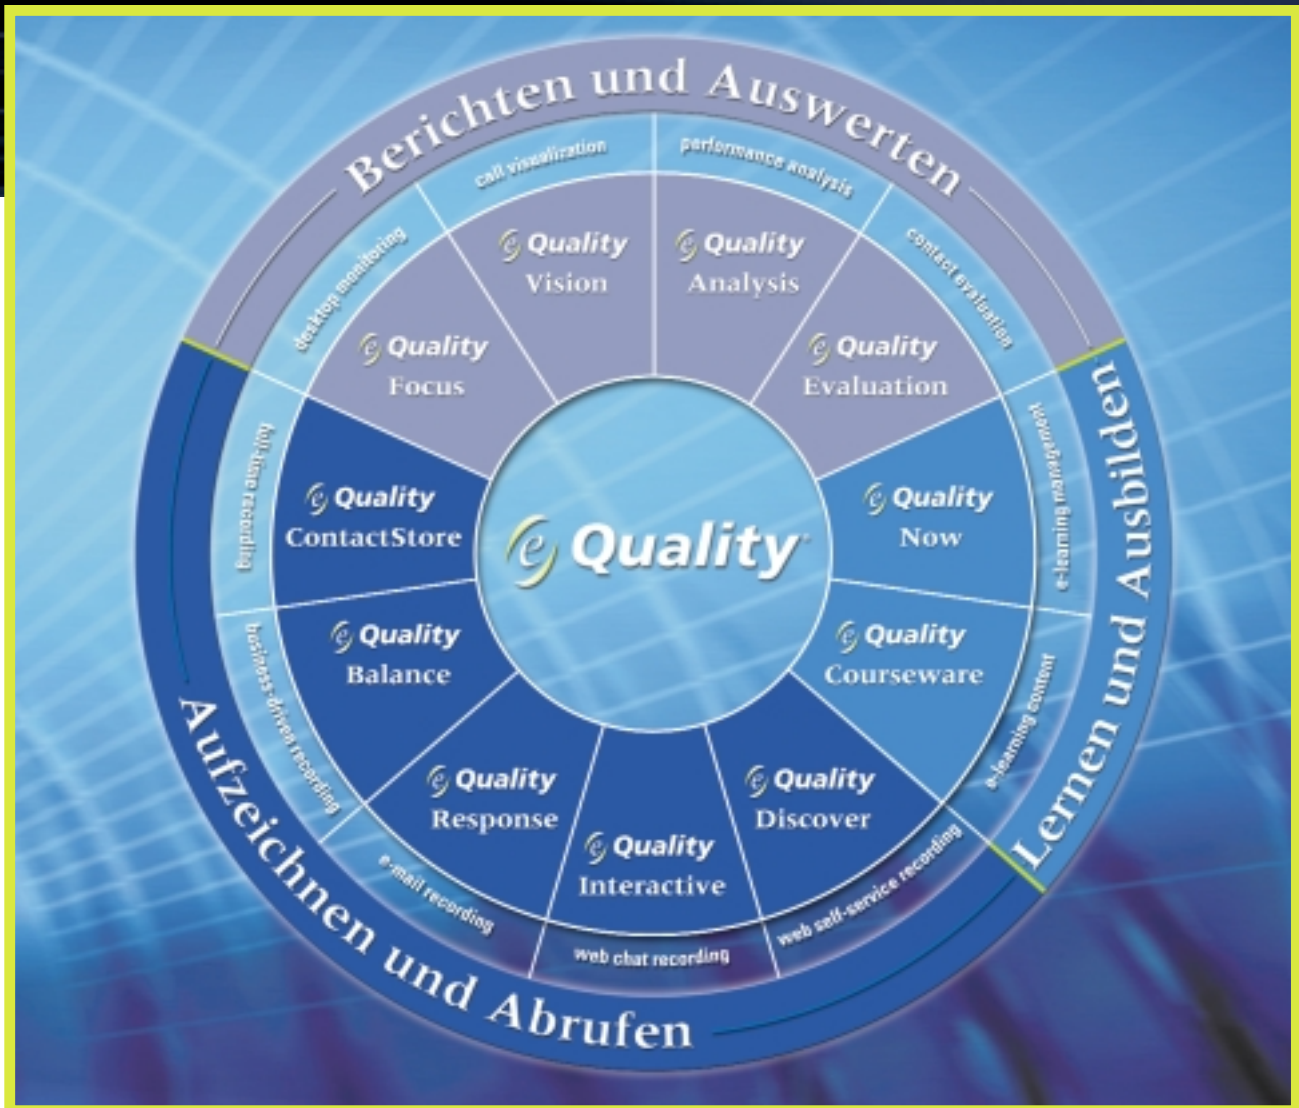 Berichten und Auswerten
call visualization
performance analysis
desktop monitoring
contact evaluation
e Quality
Vision
e Quality
Analysis
e Quality
Focus
e Quality
Evaluation
full-time recording
e-learning management
e Quality
ContactStore
e Quality
e Quality
Now
Lernen und Ausbilden
business-driven recording
e-learning content
e Quality
Balance
e Quality
Courseware
e Quality
Response
e Quality
Interactive
e Quality
Discover
e-mail recording
web chat recording
web self-service recording
Aufzeichnen und Abrufen